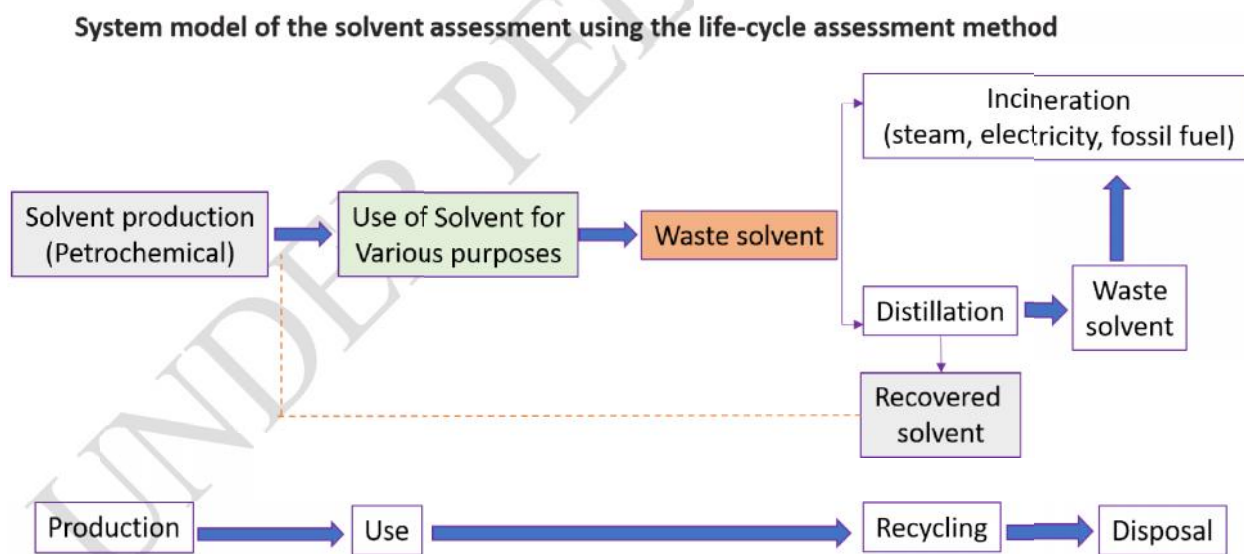 System model of the solvent assessment using the life-cycle assessment method
Incineration
(steam, electricity, fossil fuel)
Solvent production
(Petrochemical)
Use of Solvent for
Various purposes
Waste solvent
Distillation
Waste
solvent
Recovered
solvent
Production
Use
Recycling
Disposal
UNDER